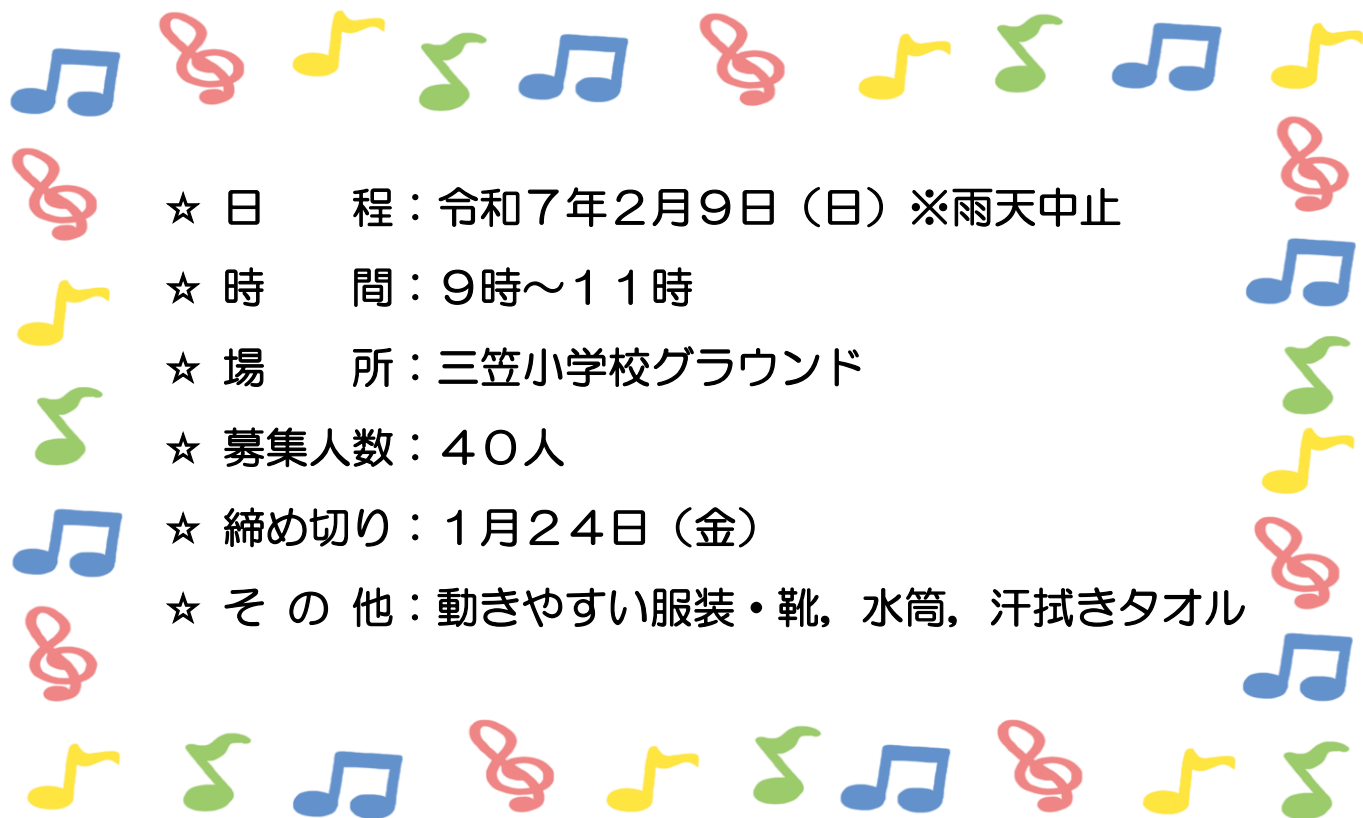 ☆ 日　　程：令和７年２月９日（日）※雨天中止
☆ 時　　間：９時～１１時
☆ 場　　所：三笠小学校グラウンド
☆ 募集人数：４０人
☆ 締め切り：１月２４日（金）
☆ そ の 他：動きやすい服装・靴，水筒，汗拭きタオル